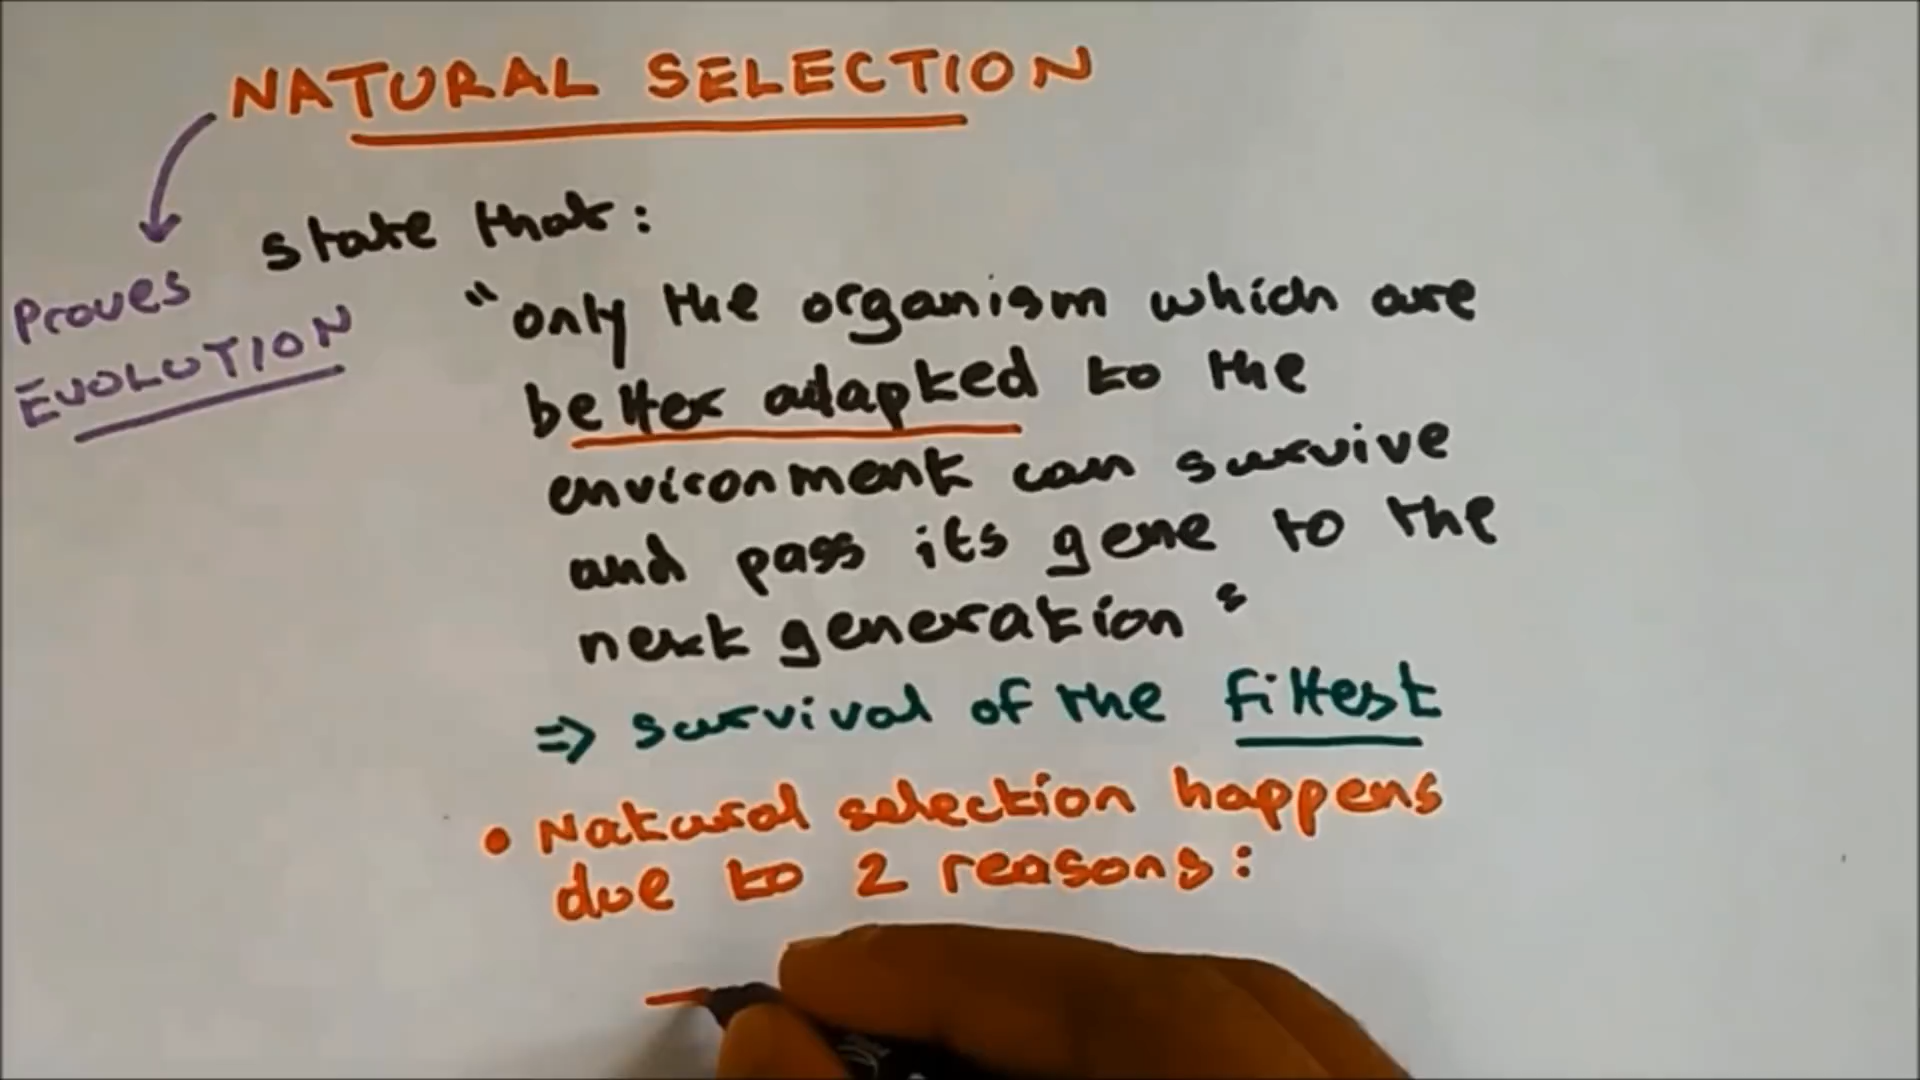 NATURAL SELECTION
Proves
EVOLUTION
state that:
"only the organism which are
better adapted to the
environment can survive
and pass its gene to the
next generation"
⇒ survival of the fittest
• Natural selection happens
due to 2 reasons: